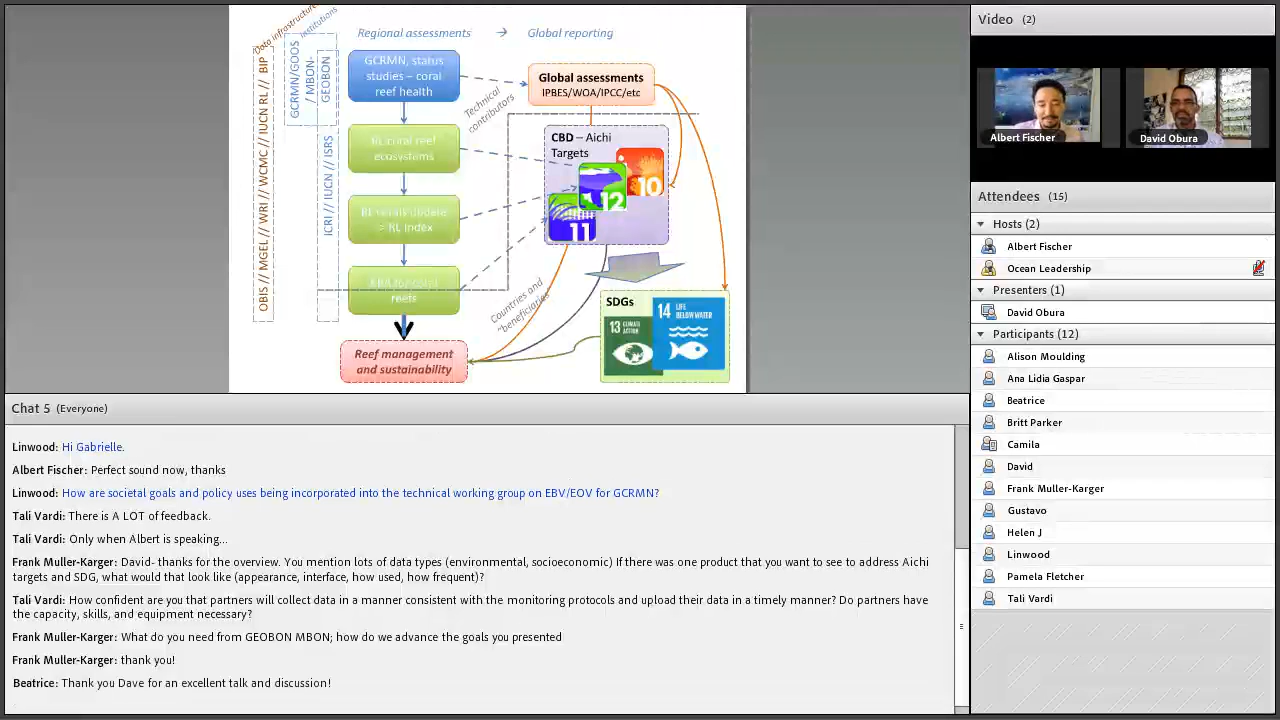 Data infrastructure
institutions
Regional assessments → Global reporting
OBIS // MGEL // WRI // WCMC // IUCN RL // BIP
GCRMN/GOOS
/ MBON-
GEOBON
ICRI // IUCN // ISRS
GCRMN, status
studies – coral
reef health
RL coral reef
ecosystems
RL corals update
> RL Index
reefs
Reef management
and sustainability
Technical
contributors
Global assessments
IPBES/WOA/IPCC/etc
CBD – Aichi
Targets
10
12
11
Countries and
"beneficiaries"
SDGs
13 CLIMATE
ACTION
14 LIFE
BELOW WATER
Video (2)
Albert Fischer
David Obura
Attendees (15)
Hosts (2)
Albert Fischer
Ocean Leadership
Presenters (1)
David Obura
Participants (12)
Alison Moulding
Ana Lidia Gaspar
Beatrice
Britt Parker
Camila
David
Frank Muller-Karger
Gustavo
Helen J
Linwood
Pamela Fletcher
Tali Vardi
Chat 5 (Everyone)
Linwood: Hi Gabrielle.
Albert Fischer: Perfect sound now, thanks
Linwood: How are societal goals and policy uses being incorporated into the technical working group on EBV/EOV for GCRMN?
Tali Vardi: There is A LOT of feedback.
Tali Vardi: Only when Albert is speaking...
Frank Muller-Karger: David- thanks for the overview. You mention lots of data types (environmental, socioeconomic) If there was one product that you want to see to address Aichi
targets and SDG, what would that look like (appearance, interface, how used, how frequent)?
Tali Vardi: How confident are you that partners will collect data in a manner consistent with the monitoring protocols and upload their data in a timely manner? Do partners have
the capacity, skills, and equipment necessary?
Frank Muller-Karger: What do you need from GEOBON MBON; how do we advance the goals you presented
Frank Muller-Karger: thank you!
Beatrice: Thank you Dave for an excellent talk and discussion!